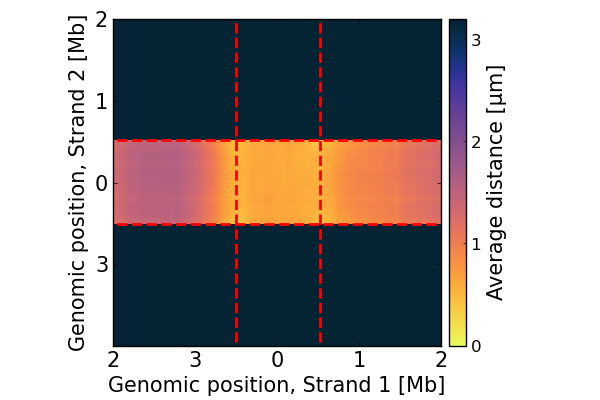 2
1
0
3
Genomic position, Strand 2 [Mb]
2 3 0 1 2
Genomic position, Strand 1 [Mb]
3
2
1
0
Average distance [μm]